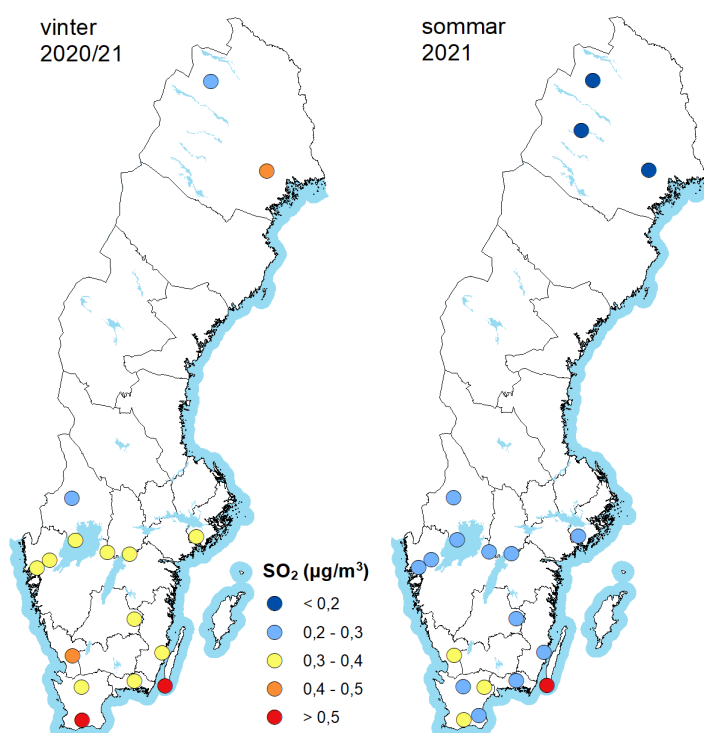 vinter
2020/21
sommar
2021
SO₂ (µg/m³)
< 0,2
0,2 - 0,3
0,3 - 0,4
0,4 - 0,5
> 0,5